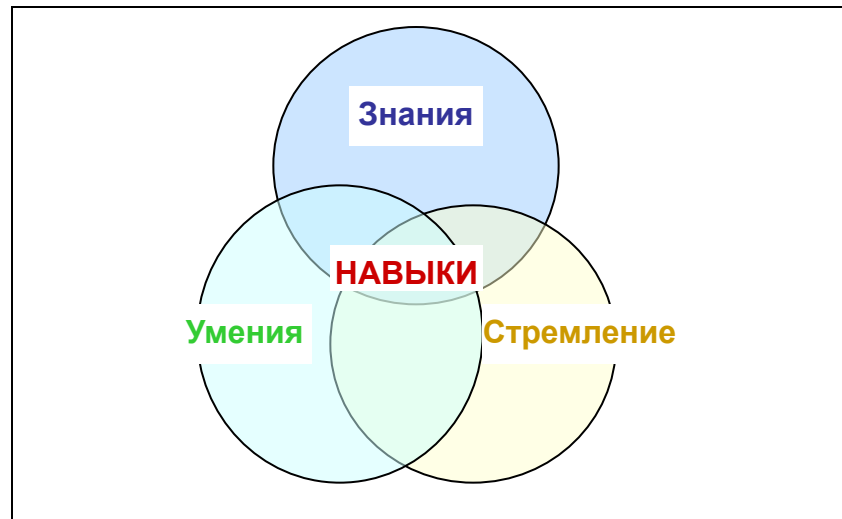 Знания
НАВЫКИ
Умения
Стремление